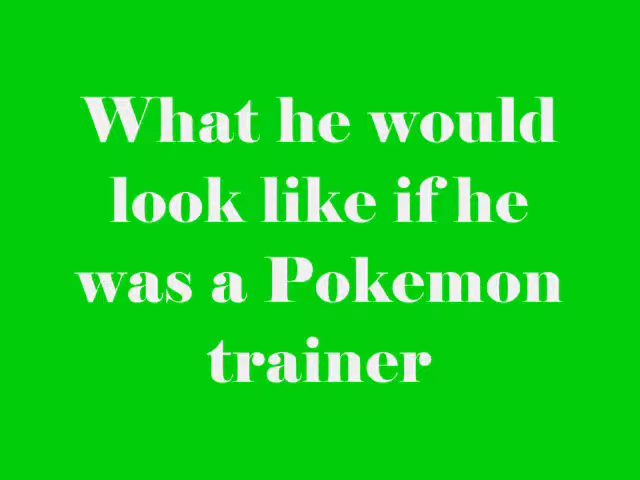 What he would
look like if he
was a Pokemon
trainer